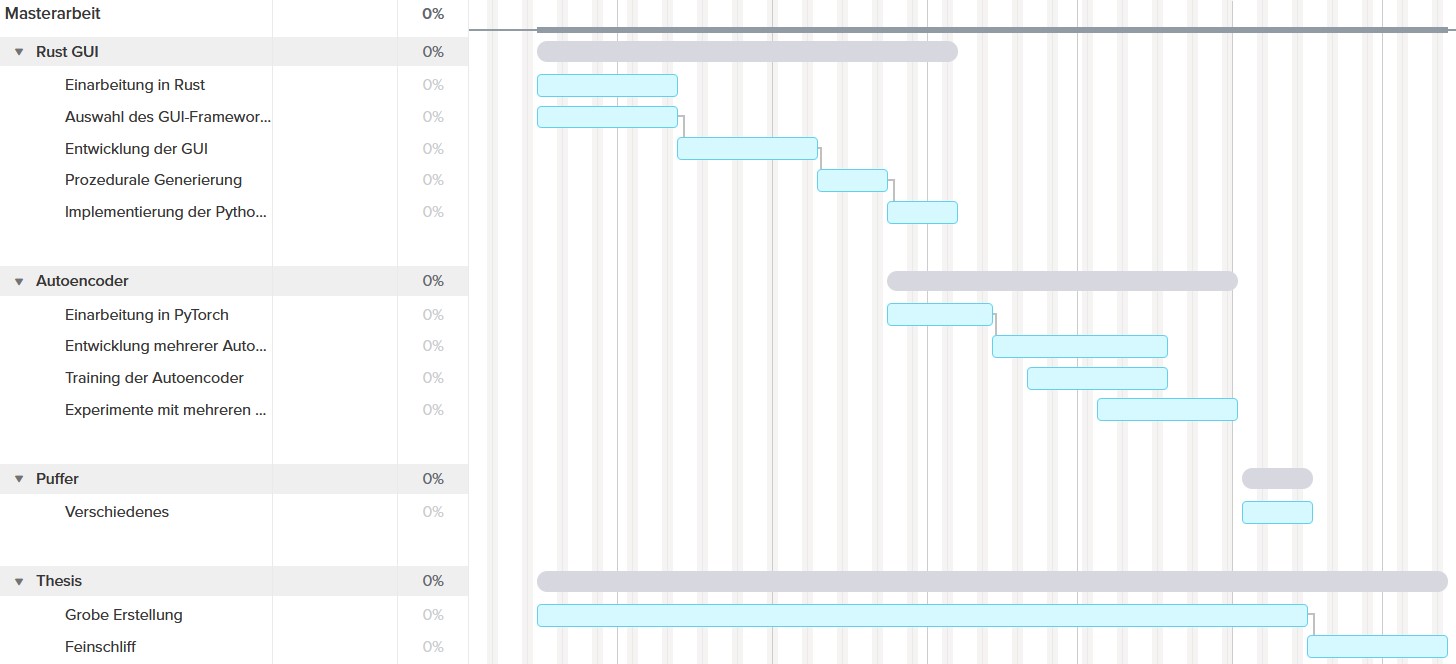 Masterarbeit 0%
Rust GUI 0%
Einarbeitung in Rust 0%
Auswahl des GUI-Framewor... 0%
Entwicklung der GUI 0%
Prozedurale Generierung 0%
Implementierung der Pytho... 0%
Autoencoder 0%
Einarbeitung in PyTorch 0%
Entwicklung mehrerer Auto... 0%
Training der Autoencoder 0%
Experimente mit mehreren ... 0%
Puffer 0%
Verschiedenes 0%
Thesis 0%
Grobe Erstellung 0%
Feinschliff 0%